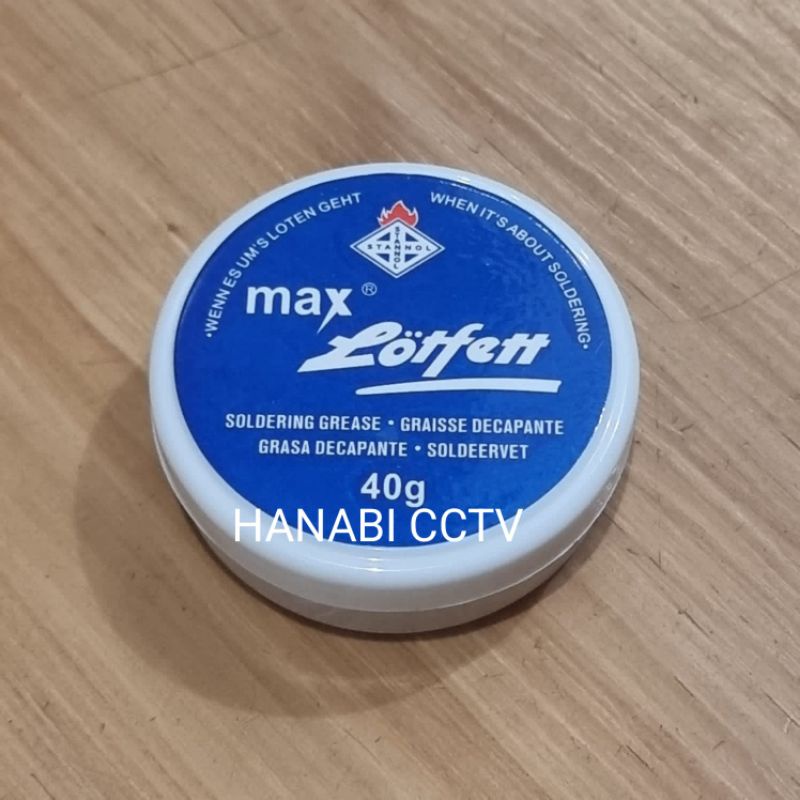 •WENN ES UM'S LOTEN GEHT
WHEN IT'S ABOUT SOLDERING•
STANNOL
STANNOL
max®
Lötfett
SOLDERING GREASE • GRAISSE DECAPANTE
GRASA DECAPANTE • SOLDEERVET
40g
HANABI CCTV